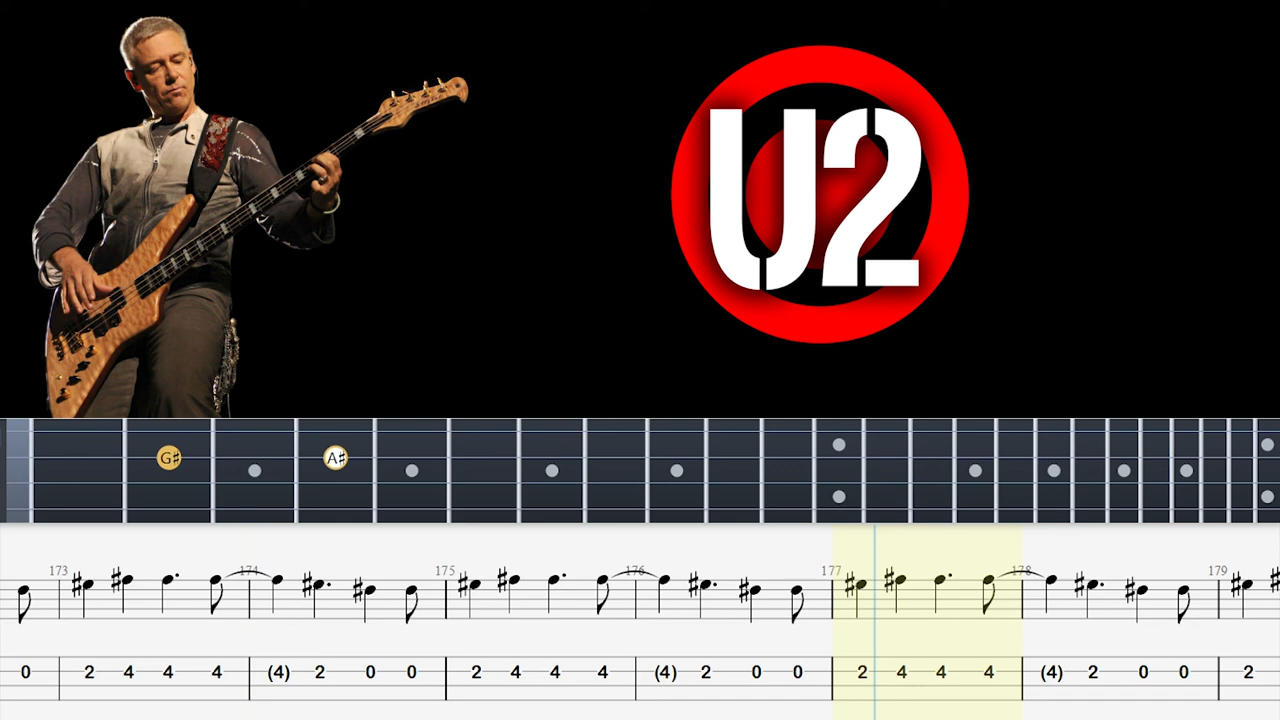 U2
G♯ A♯
173 174 175 176 177 178 179
0 2 4 4 4 (4) 2 0 0 2 4 4 4 (4) 2 0 0 2 4 4 4 (4) 2 0 0 2